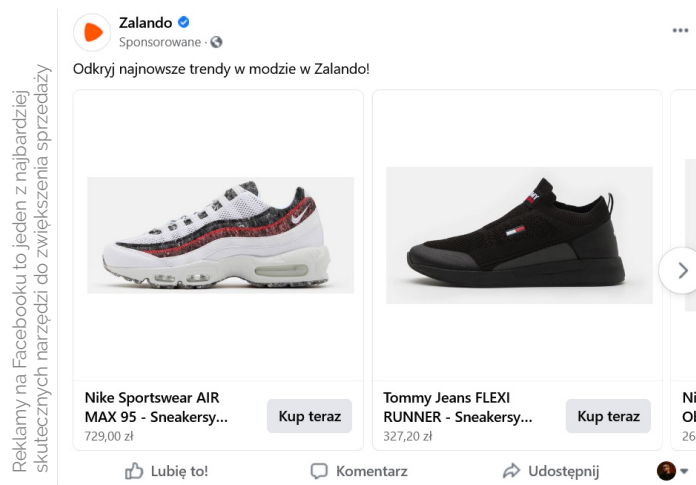 Reklamy na Facebooku to jeden z najbardziej
skutecznych narzędzi do zwiększenia sprzedaży
Zalando
Sponsorowane ·
Odkryj najnowsze trendy w modzie w Zalando!
Nike Sportswear AIR
MAX 95 - Sneakersy...
729,00 zł
Kup teraz
Tommy Jeans FLEXI
RUNNER - Sneakersy...
327,20 zł
Kup teraz
Ni
26
Lubię to!
Komentarz
Udostępnij